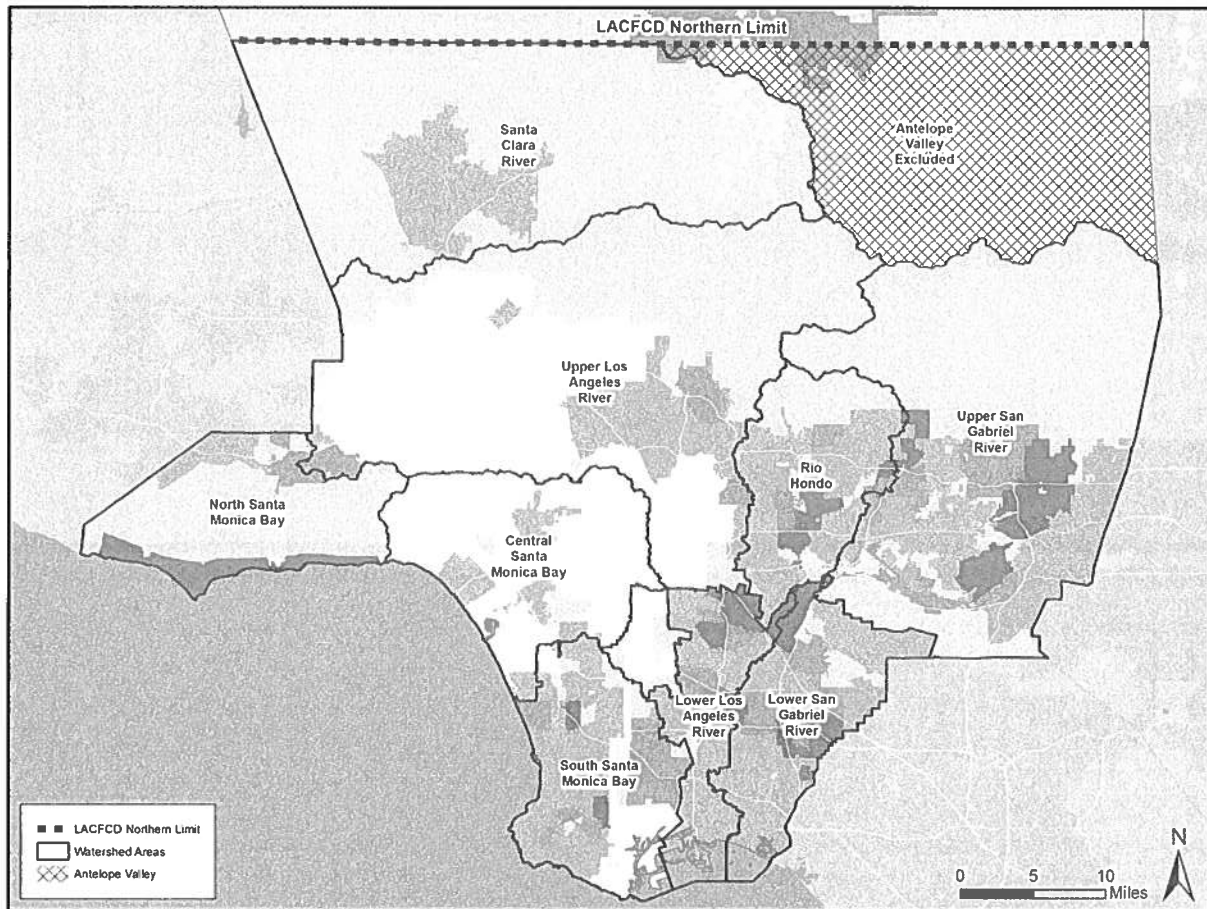 LACFCD Northern Limit
Santa
Clara
River
Antelope
Valley
Excluded
Upper Los
Angeles
River
Upper San
Gabriel
River
Rio
Hondo
North Santa
Monica Bay
Central
Santa
Monica Bay
Lower Los
Angeles
River
Lower San
Gabriel
River
South Santa
Monica Bay
LACFCD Northern Limit
Watershed Areas
Antelope Valley
N
0 5 10
Miles